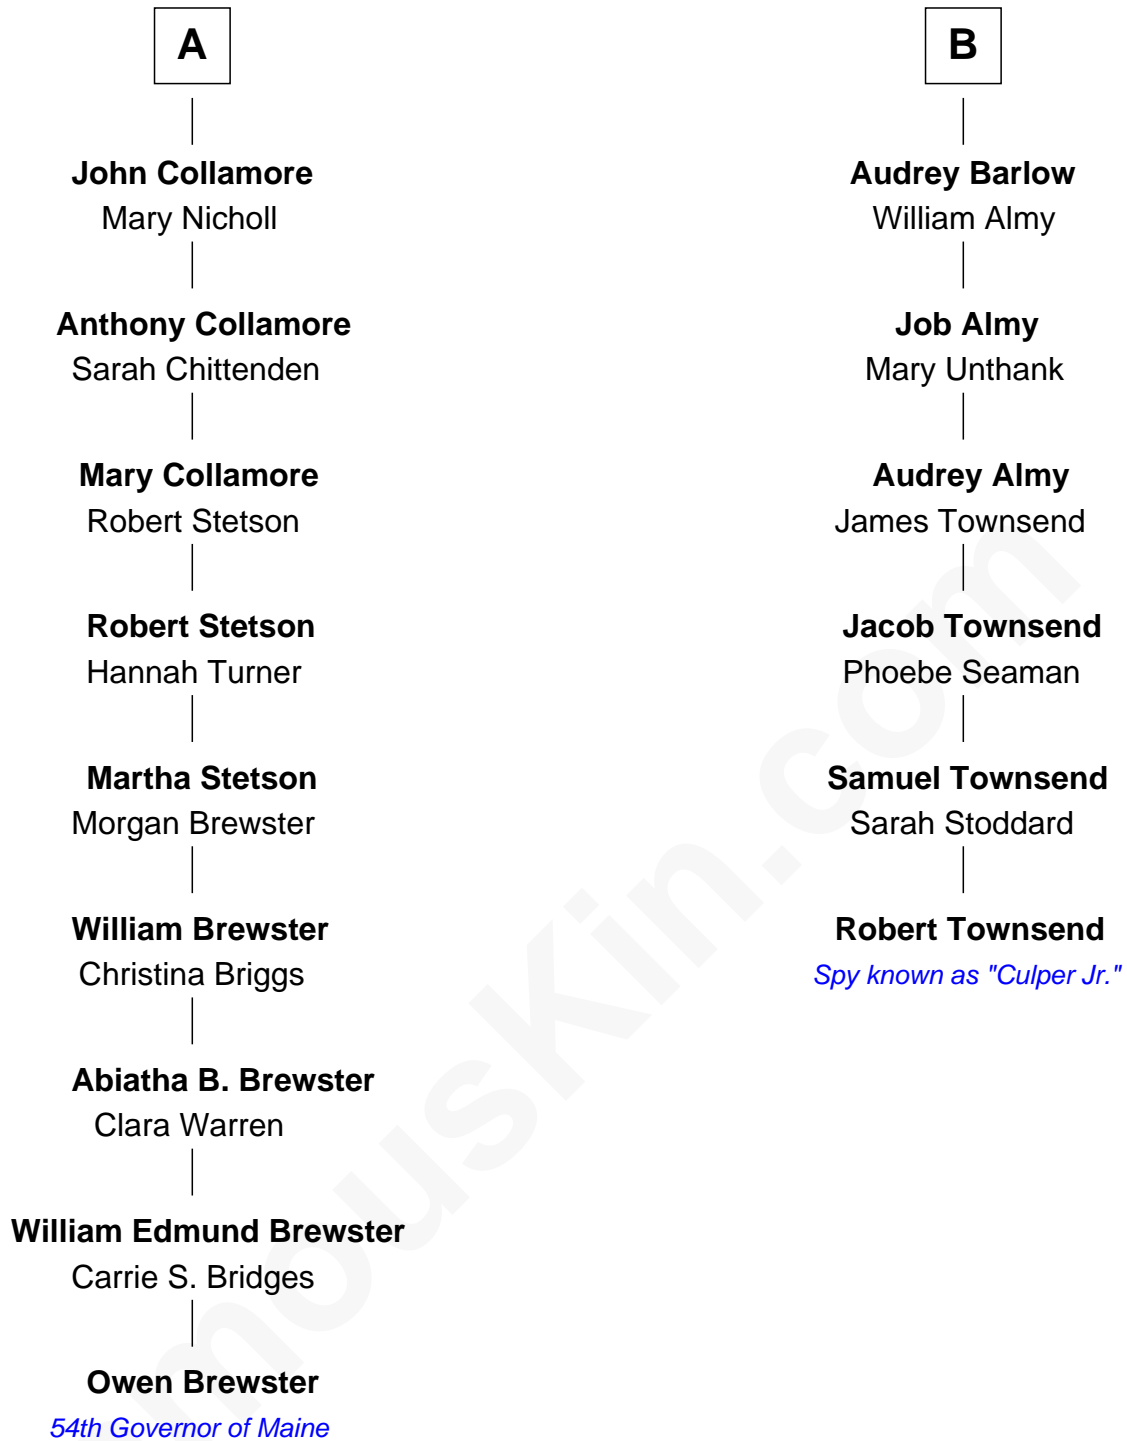 A
John Collamore
Mary Nicholl
Anthony Collamore
Sarah Chittenden
Mary Collamore
Robert Stetson
Robert Stetson
Hannah Turner
Martha Stetson
Morgan Brewster
William Brewster
Christina Briggs
Abiatha B. Brewster
Clara Warren
William Edmund Brewster
Carrie S. Bridges
Owen Brewster
54th Governor of Maine
B
Audrey Barlow
William Almy
Job Almy
Mary Unthank
Audrey Almy
James Townsend
Jacob Townsend
Phoebe Seaman
Samuel Townsend
Sarah Stoddard
Robert Townsend
Spy known as "Culper Jr."
mouskin.com